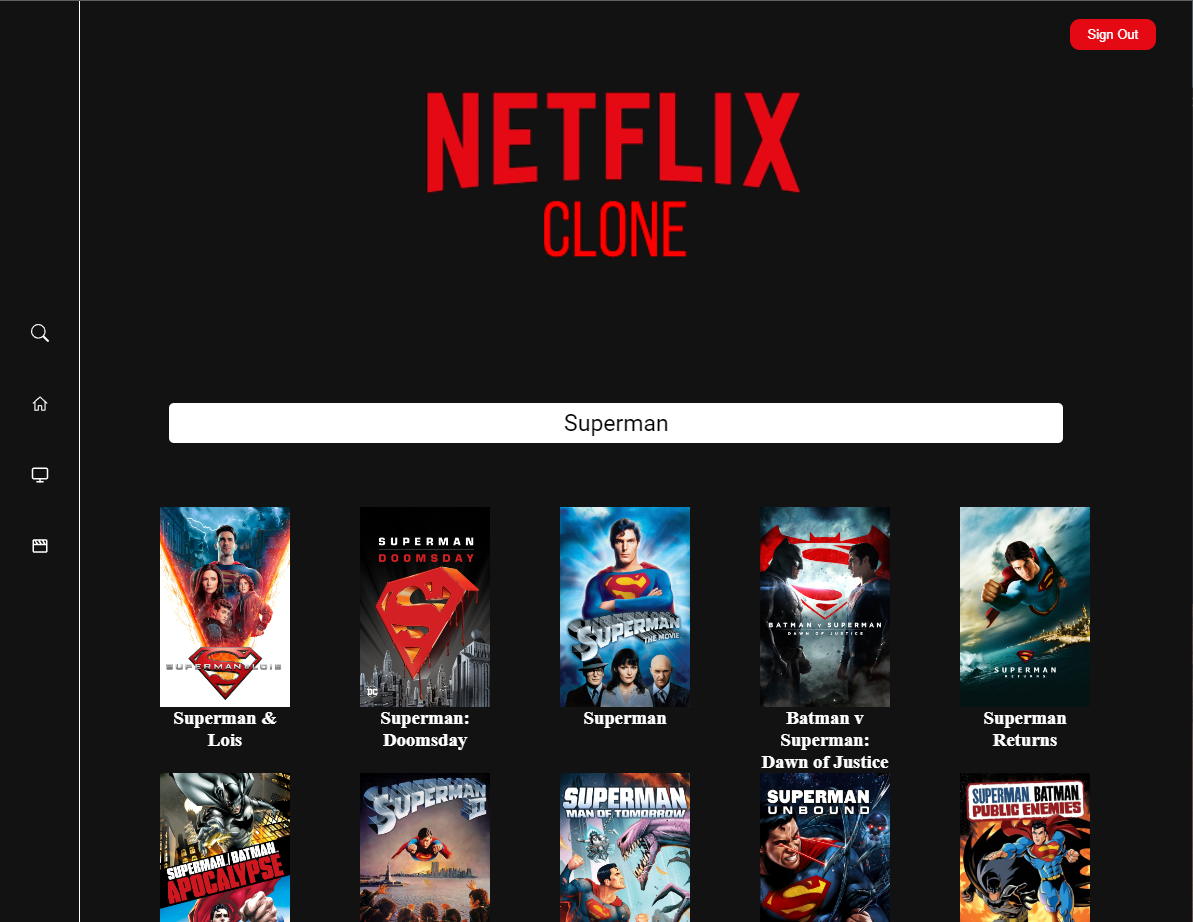 Sign Out
NETFLIX
CLONE
Superman
SUPERMAN & LOIS
SUPERMAN
DOOMSDAY
DC
SUPERMAN
THE MOVIE
BATMAN V SUPERMAN
DAWN OF JUSTICE
SUPERMAN
RETURNS
Superman &
Lois
Superman:
Doomsday
Superman
Batman v
Superman:
Dawn of Justice
Superman
Returns
SUPERMAN/BATMAN
APOCALYPSE
SUPERMAN
II
SUPERMAN
MAN OF TOMORROW
SUPERMAN
UNBOUND
SUPERMAN BATMAN
PUBLIC ENEMIES